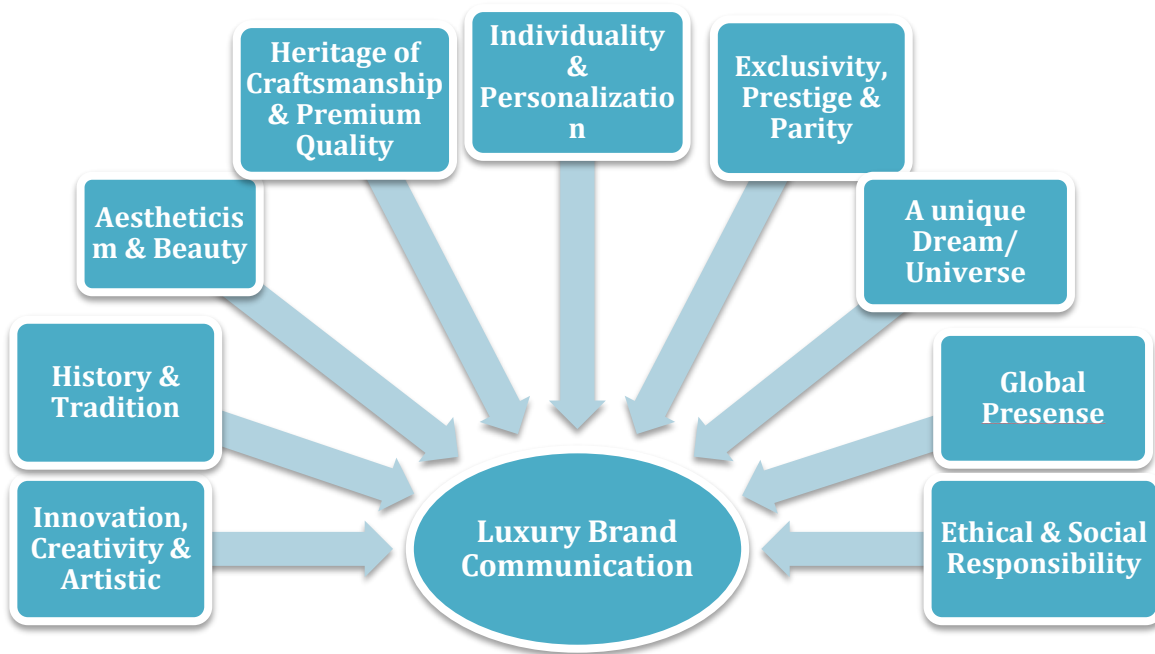 Innovation,
Creativity &
Artistic
History &
Tradition
Aestheticis
m & Beauty
Heritage of
Craftsmanship
& Premium
Quality
Individuality
&
Personalizatio
n
Exclusivity,
Prestige &
Parity
A unique
Dream/
Universe
Global
Presense
Ethical & Social
Responsibility
Luxury Brand
Communication